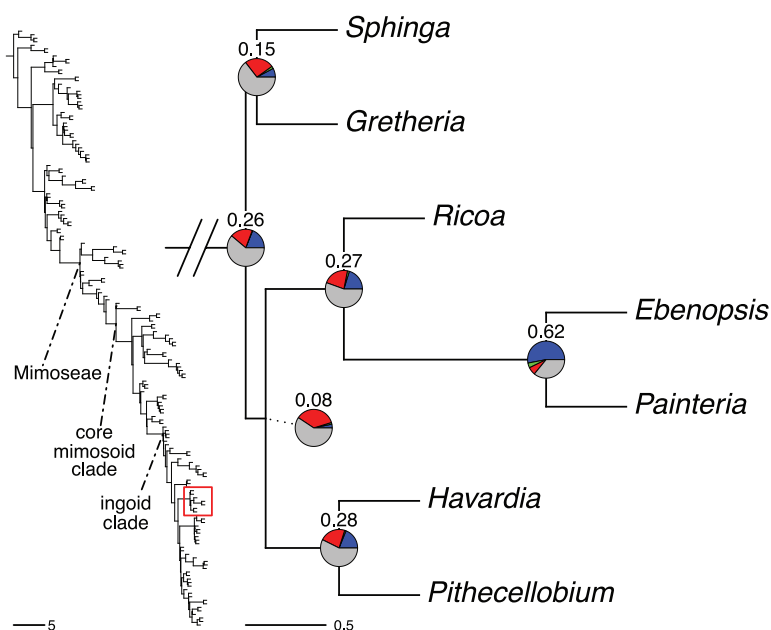 Sphinga
0.15
Gretheria
0.26
Ricoa
0.27
Ebenopsis
0.62
Painteria
0.08
Havardia
0.28
Pithecellobium
Mimoseae
core
mimosoid
clade
ingoid
clade
5
0.5